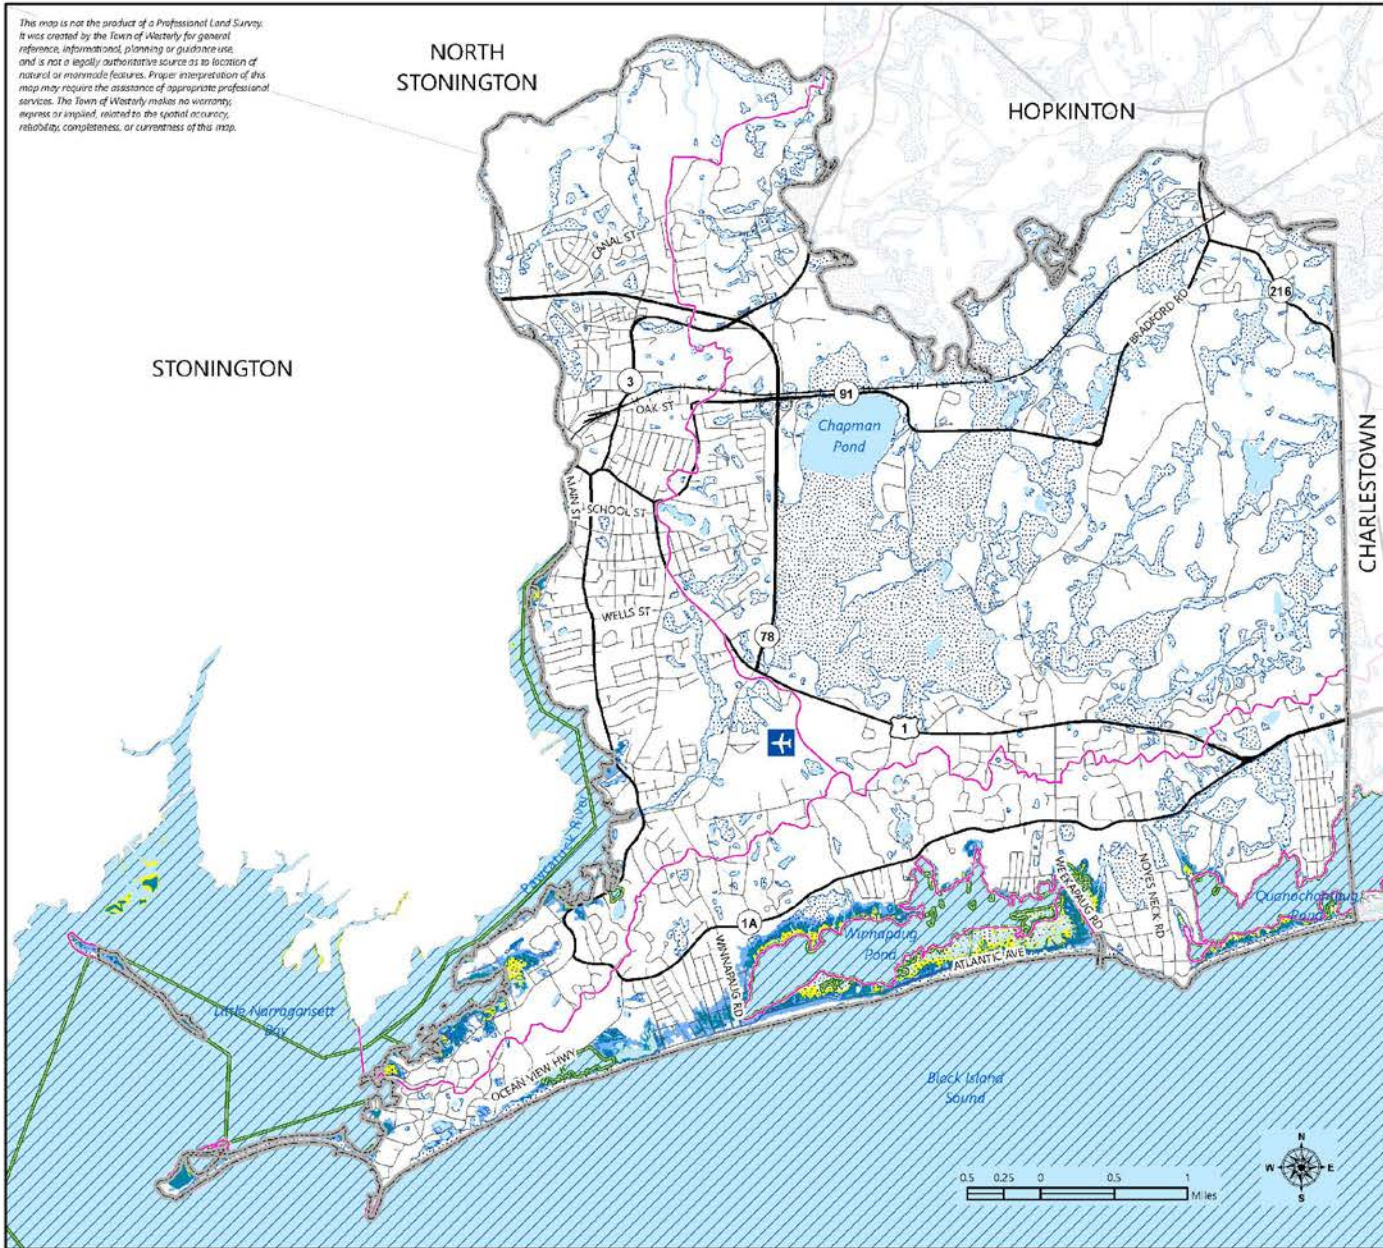 This map is not the product of a Professional Land Survey.
It was created by the Town of Westerly for general
reference, informational, planning or guidance use,
and is not a legally authoritative source as to location of
natural or manmade features. Proper interpretation of this
map may require the assistance of appropriate professional
services. The Town of Westerly makes no warranty,
express or implied, related to the spatial accuracy,
reliability, completeness, or currentness of this map.
NORTH
STONINGTON
HOPKINTON
CANAL ST
216
BRADFORD RD
STONINGTON
3
91
OAK ST
Chapman
Pond
CHARLESTOWN
MAIN ST
SCHOOL ST
WELLS ST
78
1
Pawcatuck River
WEEKAPAUG RD
NOYES NECK RD
Quonochontaug
Pond
1A
Winnapaug
Pond
WINNAPAUG RD
ATLANTIC AVE
Little Narragansett
Bay
OCEAN VIEW HWY
Block Island
Sound
N
W E
S
0.5 0.25 0 0.5 1
Miles